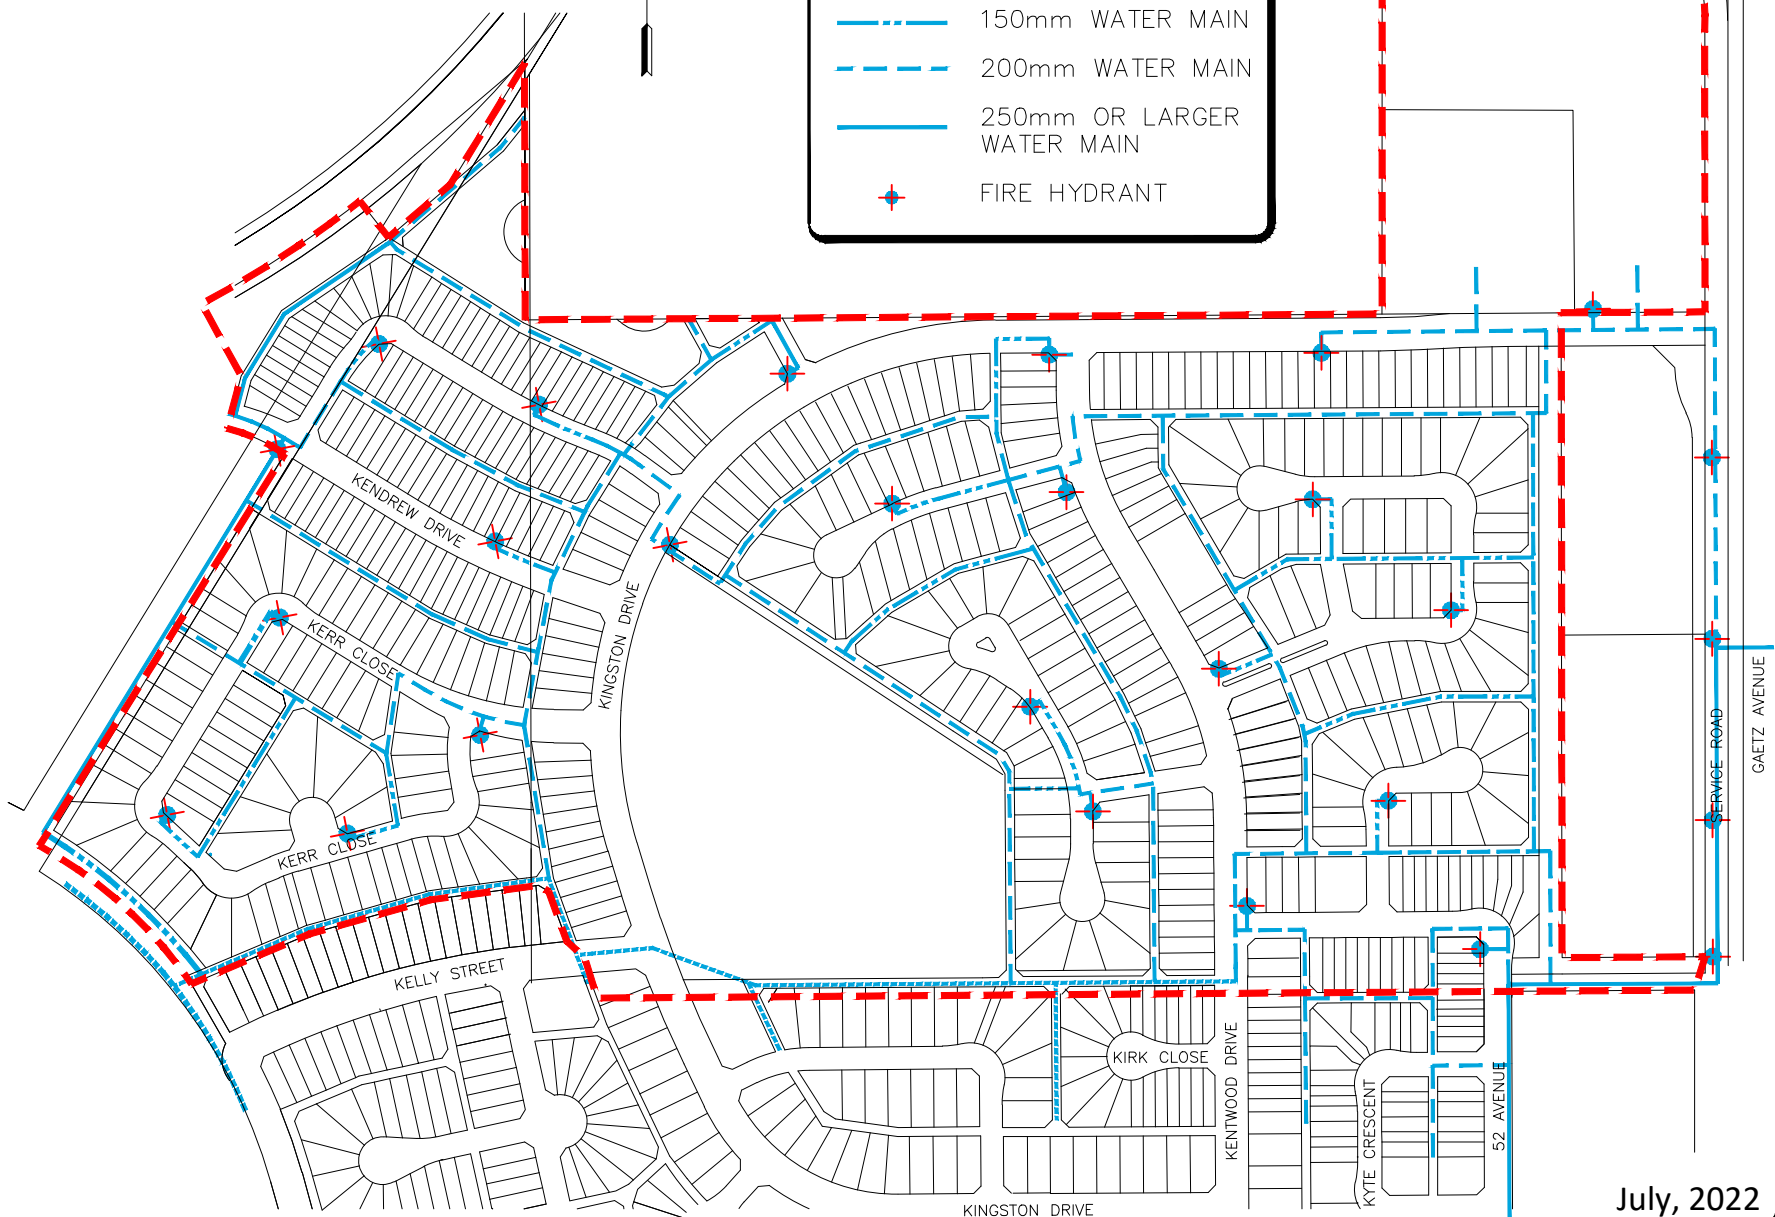 150mm WATER MAIN
200mm WATER MAIN
250mm OR LARGER
WATER MAIN
FIRE HYDRANT
KENDREW DRIVE
KERR CLOSE
KINGSTON DRIVE
KERR CLOSE
KELLY STREET
SERVICE ROAD
GAETZ AVENUE
KIRK CLOSE
KENTWOOD DRIVE
KYTE CRESCENT
52 AVENUE
KINGSTON DRIVE
July, 2022